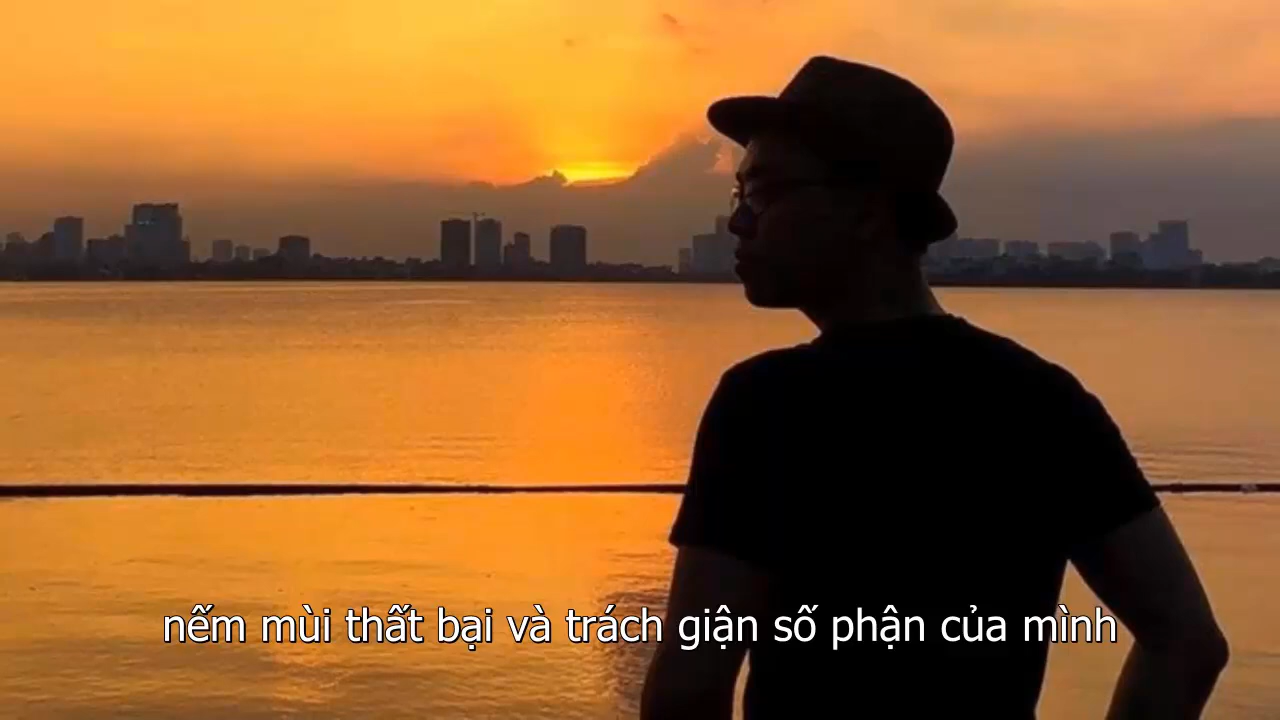 nếm mùi thất bại và trách giận số phận của mình